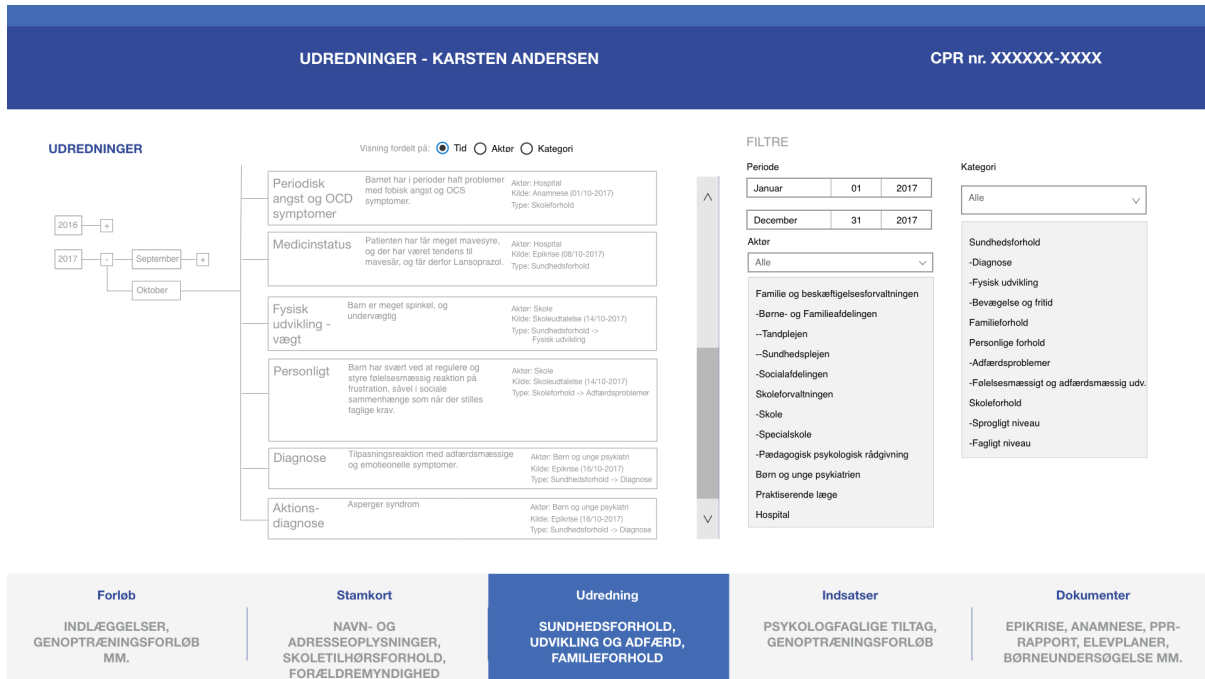 UDREDNINGER - KARSTEN ANDERSEN
CPR nr. XXXXXX-XXXX
UDREDNINGER
Visning fordelt på: Tid Aktør Kategori
2016 +
2017 - September +
Oktober
Periodisk
angst og OCD
symptomer
Barnet har i perioder haft problemer
med fobisk angst og OCS
symptomer.
Aktør: Hospital
Kilde: Anamnese (01/10-2017)
Type: Skoleforhold
Medicinstatus
Patienten har får meget mavesyre,
og der har været tendens til
mavesår, og får derfor Lansoprazol.
Aktør: Hospital
Kilde: Epikrise (08/10-2017)
Type: Sundhedsforhold
Fysisk
udvikling -
vægt
Barn er meget spinkel, og
undervægtig
Aktør: Skole
Kilde: Skoleudtalelse (14/10-2017)
Type: Sundhedsforhold ->
Fysisk udvikling
Personligt
Barn har svært ved at regulere og
styre følelsesmæssig reaktion på
frustration, såvel i sociale
sammenhænge som når der stilles
faglige krav.
Aktør: Skole
Kilde: Skoleudtalelse (14/10-2017)
Type: Skoleforhold -> Adfærdsproblemer
Diagnose
Tilpasningsreaktion med adfærdsmæssige
og emotieonelle symptomer.
Aktør: Børn og unge psykiatri
Kilde: Epikrise (16/10-2017)
Type: Sundhedsforhold -> Diagnose
Aktions-
diagnose
Asperger syndrom
Aktør: Børn og unge psykiatri
Kilde: Epikrise (16/10-2017)
Type: Sundhedsforhold -> Diagnose
FILTRE
Periode
Januar 01 2017
December 31 2017
Aktør
Alle
Familie og beskæftigelsesforvaltningen
-Børne- og Familieafdelingen
--Tandplejen
--Sundhedsplejen
-Socialafdelingen
Skoleforvaltningen
-Skole
-Specialskole
-Pædagogisk psykologisk rådgivning
Børn og unge psykiatrien
Praktiserende læge
Hospital
Kategori
Alle
Sundhedsforhold
-Diagnose
-Fysisk udvikling
-Bevægelse og fritid
Familieforhold
Personlige forhold
-Adfærdsproblemer
-Følelsesmæssigt og adfærdsmæssig udv.
Skoleforhold
-Sprogligt niveau
-Fagligt niveau
Forløb
INDLÆGGELSER,
GENOPTRÆNINGSFORLØB
MM.
Stamkort
NAVN- OG
ADRESSEOPLYSNINGER,
SKOLETILHØRSFORHOLD,
FORÆLDREMYNDIGHED
Udredning
SUNDHEDSFORHOLD,
UDVIKLING OG ADFÆRD,
FAMILIEFORHOLD
Indsatser
PSYKOLOGFAGLIGE TILTAG,
GENOPTRÆNINGSFORLØB
Dokumenter
EPIKRISE, ANAMNESE, PPR-
RAPPORT, ELEVPLANER,
BØRNEUNDERSØGELSE MM.